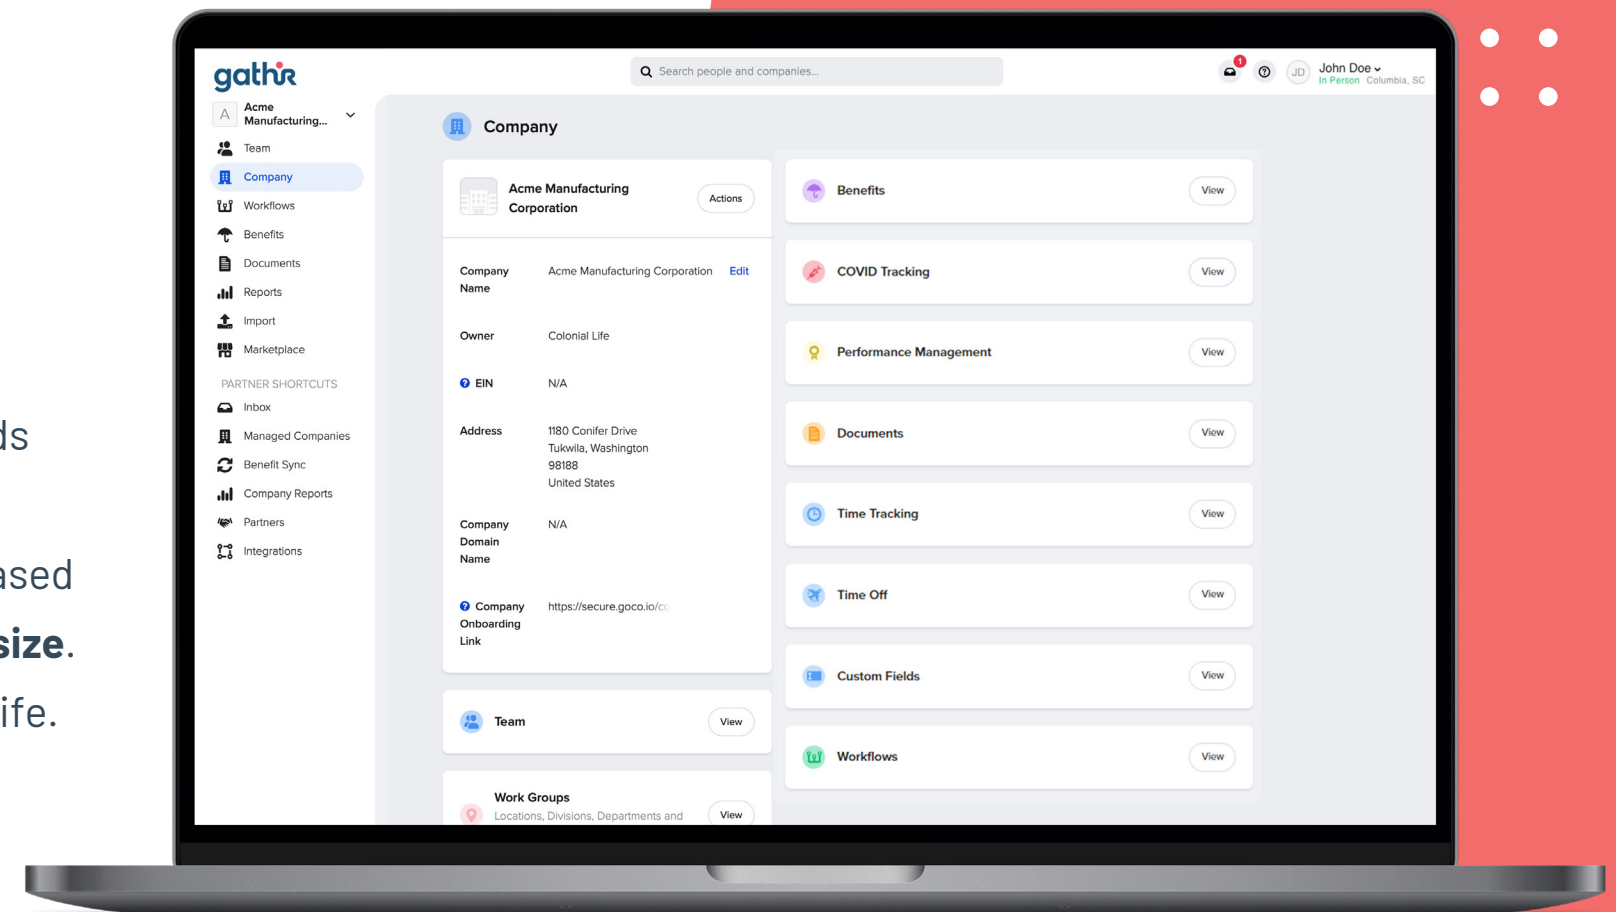 ds
ased
size.
ife.
gathr
Search people and companies...
1
JD
John Doe
In Person Columbia, SC
A
Acme
Manufacturing...
Team
Company
Workflows
Benefits
Documents
Reports
Import
Marketplace
PARTNER SHORTCUTS
Inbox
Managed Companies
Benefit Sync
Company Reports
Partners
Integrations
Company
Acme Manufacturing
Corporation
Actions
Company
Name
Acme Manufacturing Corporation
Edit
Owner
Colonial Life
EIN
N/A
Address
1180 Conifer Drive
Tukwila, Washington
98188
United States
Company
Domain
Name
N/A
Company
Onboarding
Link
https://secure.goco.io/co
Team
View
Work Groups
Locations, Divisions, Departments and
View
Benefits
View
COVID Tracking
View
Performance Management
View
Documents
View
Time Tracking
View
Time Off
View
Custom Fields
View
Workflows
View